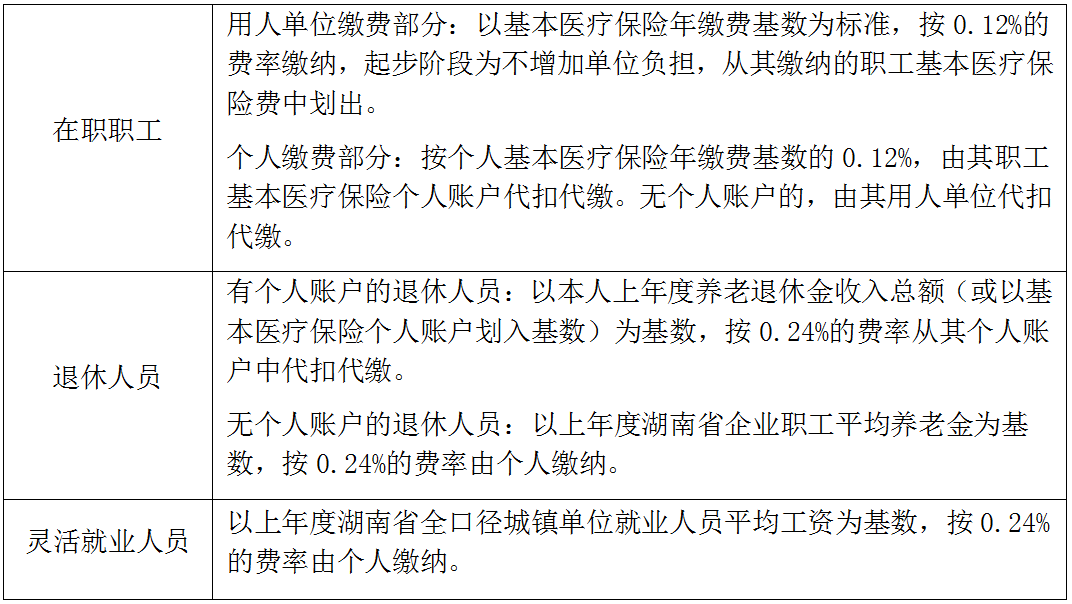 在职职工
用人单位缴费部分：以基本医疗保险年缴费基数为标准，按0.12%的
费率缴纳，起步阶段为不增加单位负担，从其缴纳的职工基本医疗保
险费中划出。
个人缴费部分：按个人基本医疗保险年缴费基数的0.12%，由其职工
基本医疗保险个人账户代扣代缴。无个人账户的，由其用人单位代扣
代缴。
退休人员
有个人账户的退休人员：以本人上年度养老退休金收入总额（或以基
本医疗保险个人账户划入基数）为基数，按0.24%的费率从其个人账
户中代扣代缴。
无个人账户的退休人员：以上年度湖南省企业职工平均养老金为基
数，按0.24%的费率由个人缴纳。
灵活就业人员
以上年度湖南省全口径城镇单位就业人员平均工资为基数，按0.24%
的费率由个人缴纳。